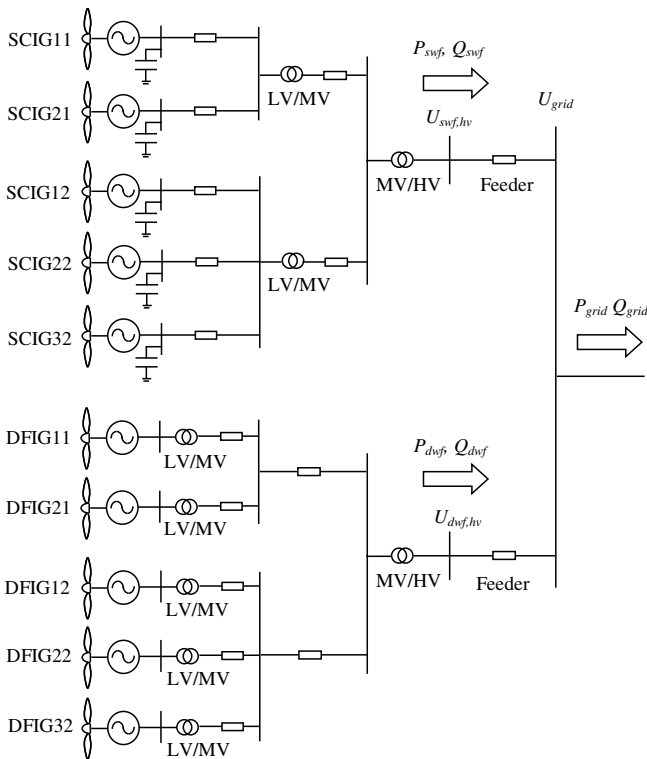 SCIG11
P_swf, Q_swf
LV/MV
U_swf,hv
U_grid
SCIG21
MV/HV
Feeder
SCIG12
SCIG22
LV/MV
P_grid Q_grid
SCIG32
DFIG11
LV/MV
P_dwf, Q_dwf
DFIG21
LV/MV
U_dwf,hv
MV/HV
Feeder
DFIG12
LV/MV
DFIG22
LV/MV
DFIG32
LV/MV